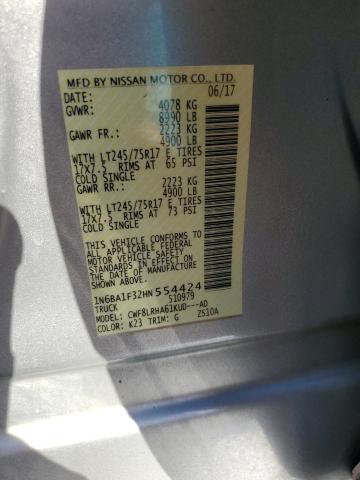 MFD BY NISSAN MOTOR CO., LTD.
DATE: 06/17
GVWR: 4078 KG
8990 LB
GAWR FR.: 2223 KG
4900 LB
WITH LT245/75R17 E TIRES
17X7.5 RIMS AT 65 PSI
COLD SINGLE
GAWR RR.: 2223 KG
4900 LB
WITH LT245/75R17 E TIRES
17X7.5 RIMS AT 73 PSI
COLD SINGLE
THIS VEHICLE CONFORMS TO
ALL APPLICABLE FEDERAL
MOTOR VEHICLE SAFETY
STANDARDS IN EFFECT ON
THE DATE OF MANUFACTURE
SHOWN ABOVE.
1N6BA1F32HN554424
TRUCK 510979
MODEL: CWF8LRHA61KUD---AD
COLOR: K23 TRIM: G ZS10A